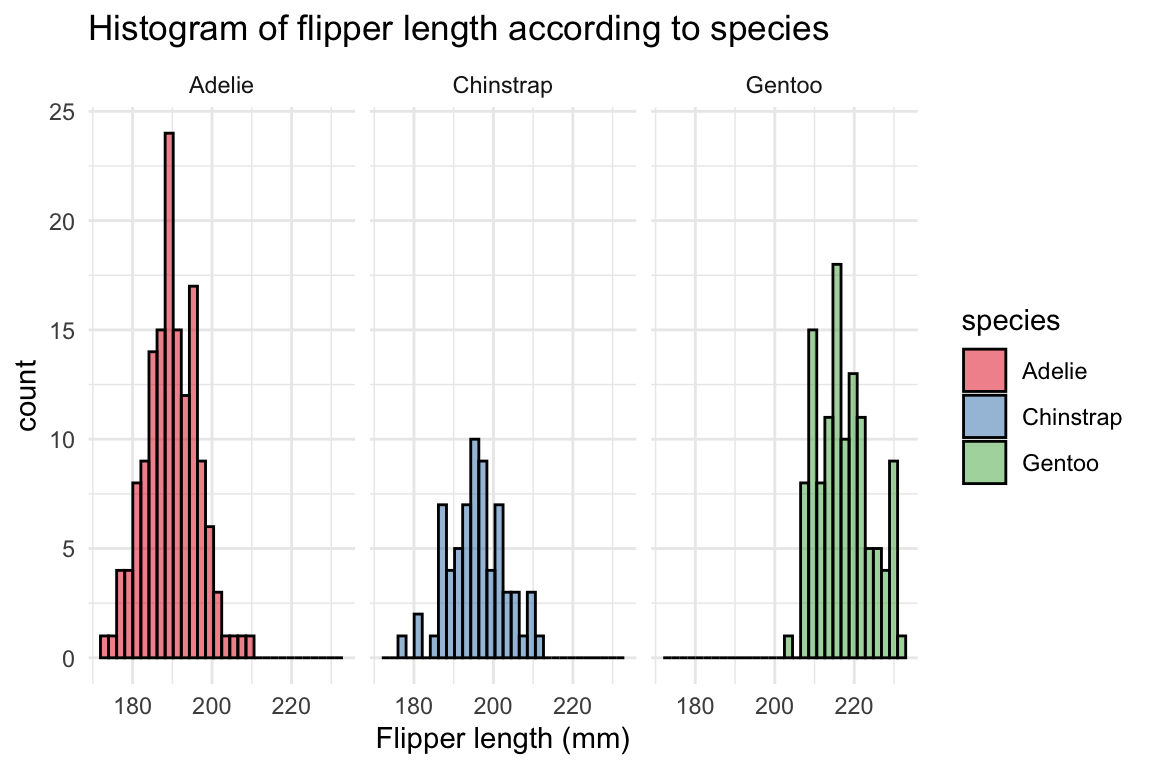 Histogram of flipper length according to species
Adelie Chinstrap Gentoo
25
20
15
10
5
0
count
180 200 220 180 200 220 180 200 220
Flipper length (mm)
species
Adelie
Chinstrap
Gentoo